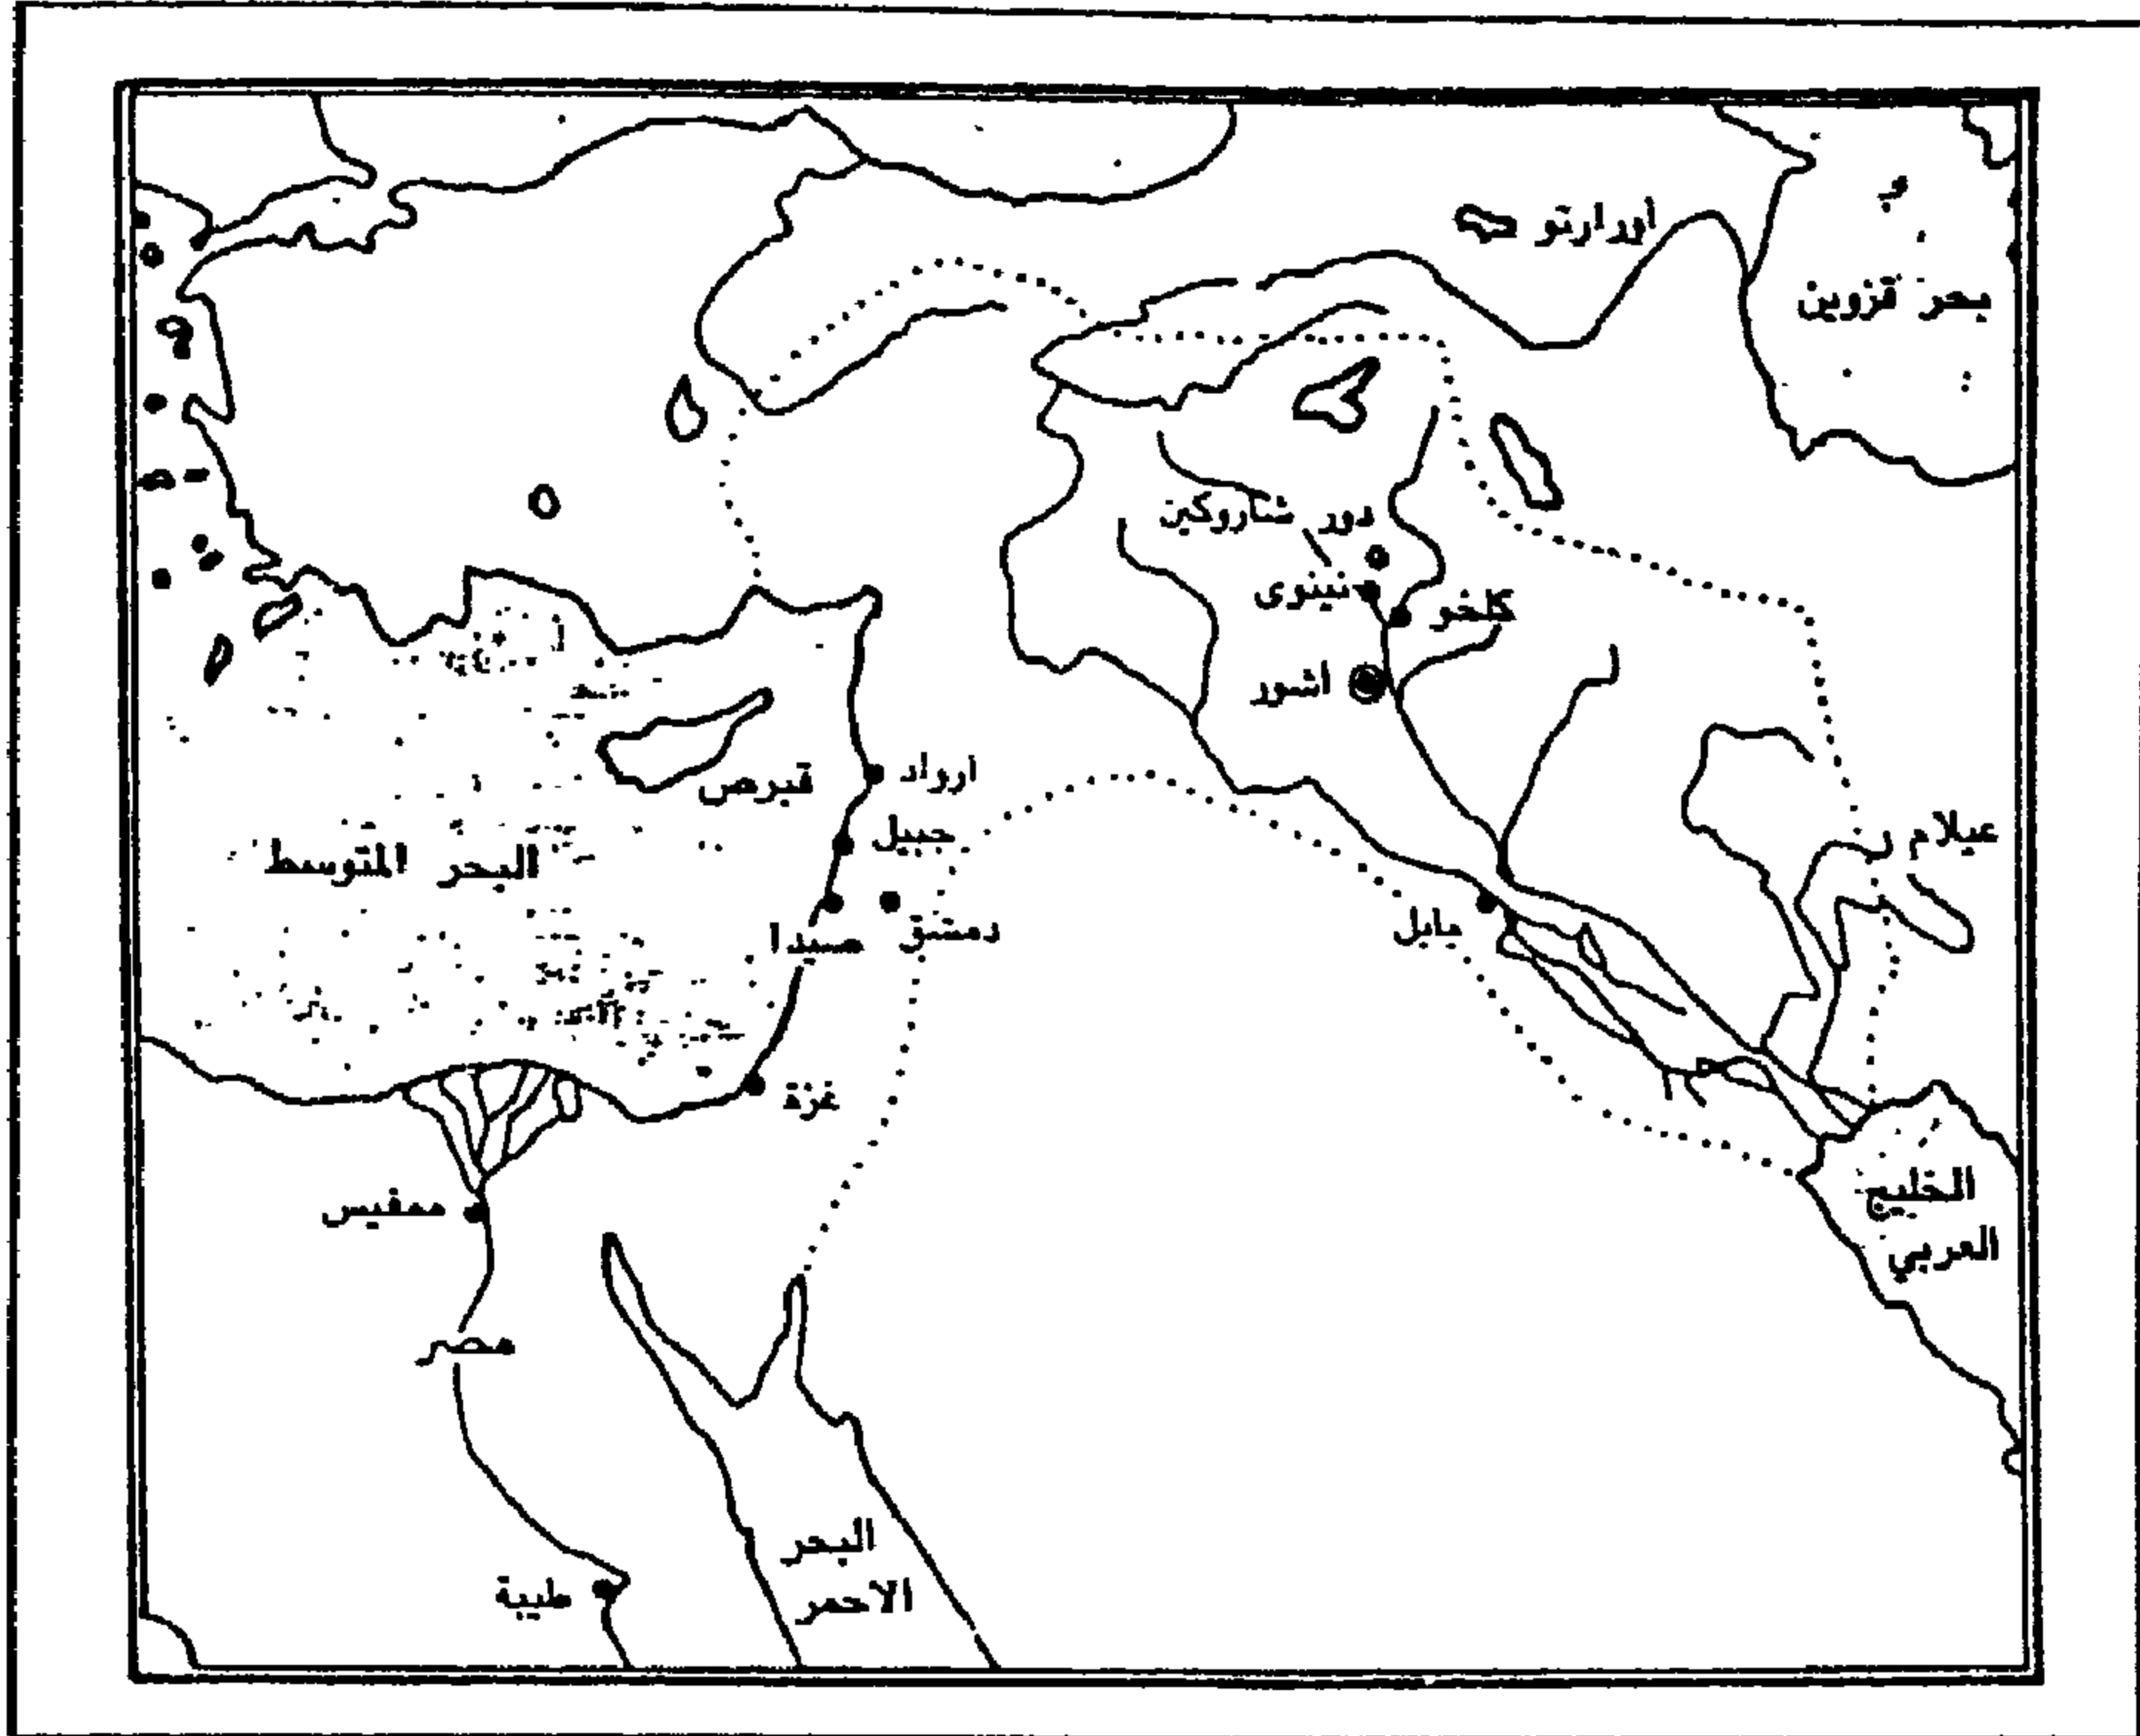 اورارتو
بحر قزوين
دور شاروكين
نينوى
كلخو
اشور
ارواد
قبرص
جبيل
عيلام
البحر المتوسط
دمشق
صيدا
بابل
غزة
الخليج
العربي
ممفيس
مصر
البحر
الاحمر
طيبة